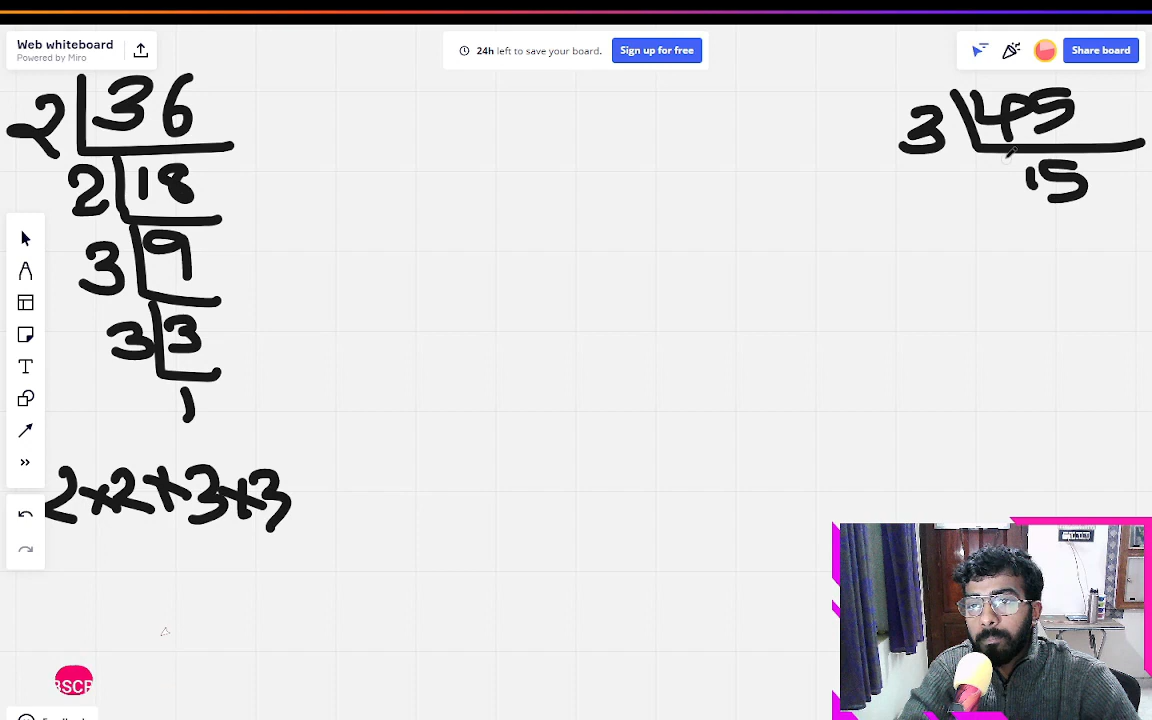 Web whiteboard
Powered by Miro
24h left to save your board.
Sign up for free
Share board
2 36
2 18
3 9
3 3
1
2×2×3×3
3 45
15